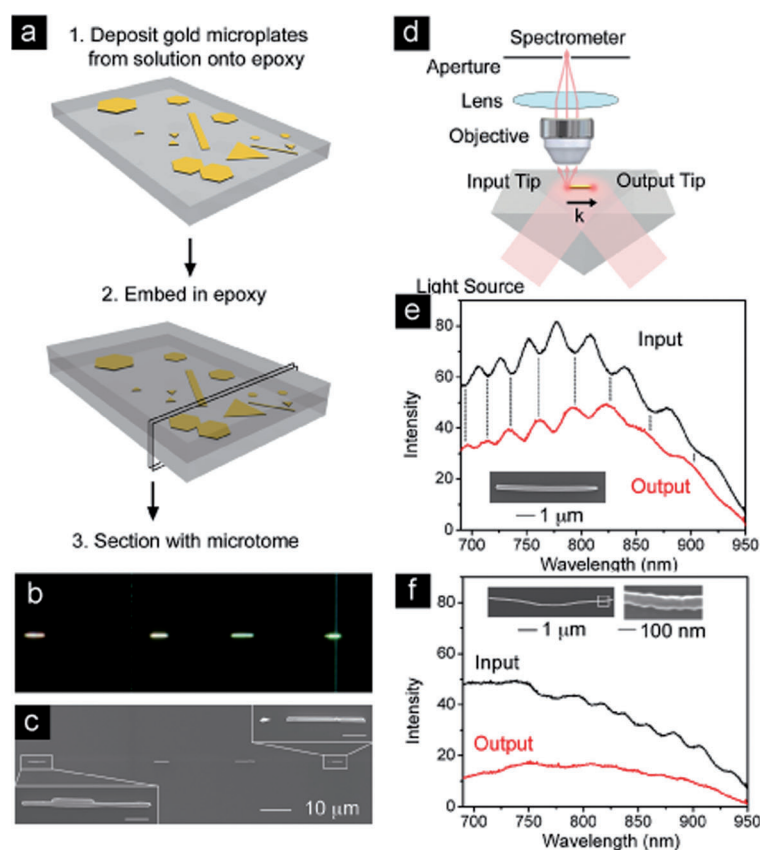 a
1. Deposit gold microplates
from solution onto epoxy
2. Embed in epoxy
3. Section with microtome
b
c
10 μm
d
Spectrometer
Aperture
Lens
Objective
Input Tip
Output Tip
k
Light Source
e
80
60
40
20
0
Intensity
Input
Output
1 μm
700 750 800 850 900 950
Wavelength (nm)
f
80
60
40
20
0
Intensity
1 μm
100 nm
Input
Output
700 750 800 850 900 950
Wavelength (nm)